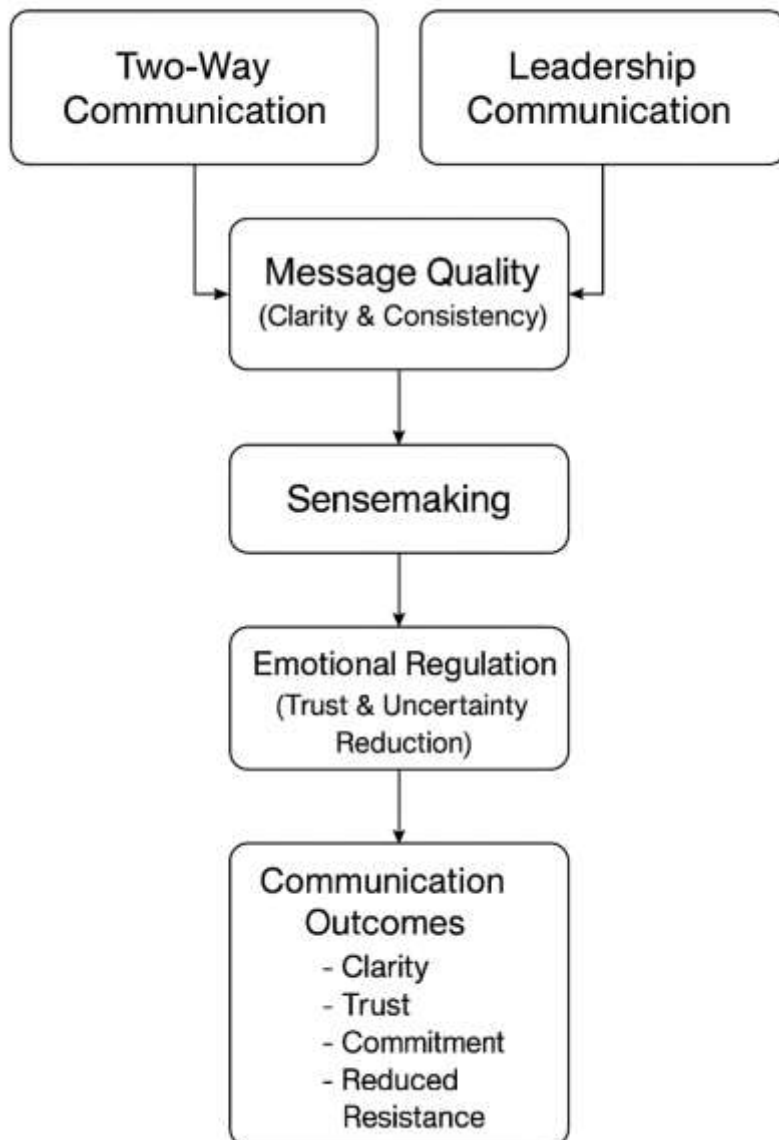 Two-Way
Communication
Leadership
Communication
Message Quality
(Clarity & Consistency)
Sensemaking
Emotional Regulation
(Trust & Uncertainty
Reduction)
Communication
Outcomes
- Clarity
- Trust
- Commitment
- Reduced
Resistance